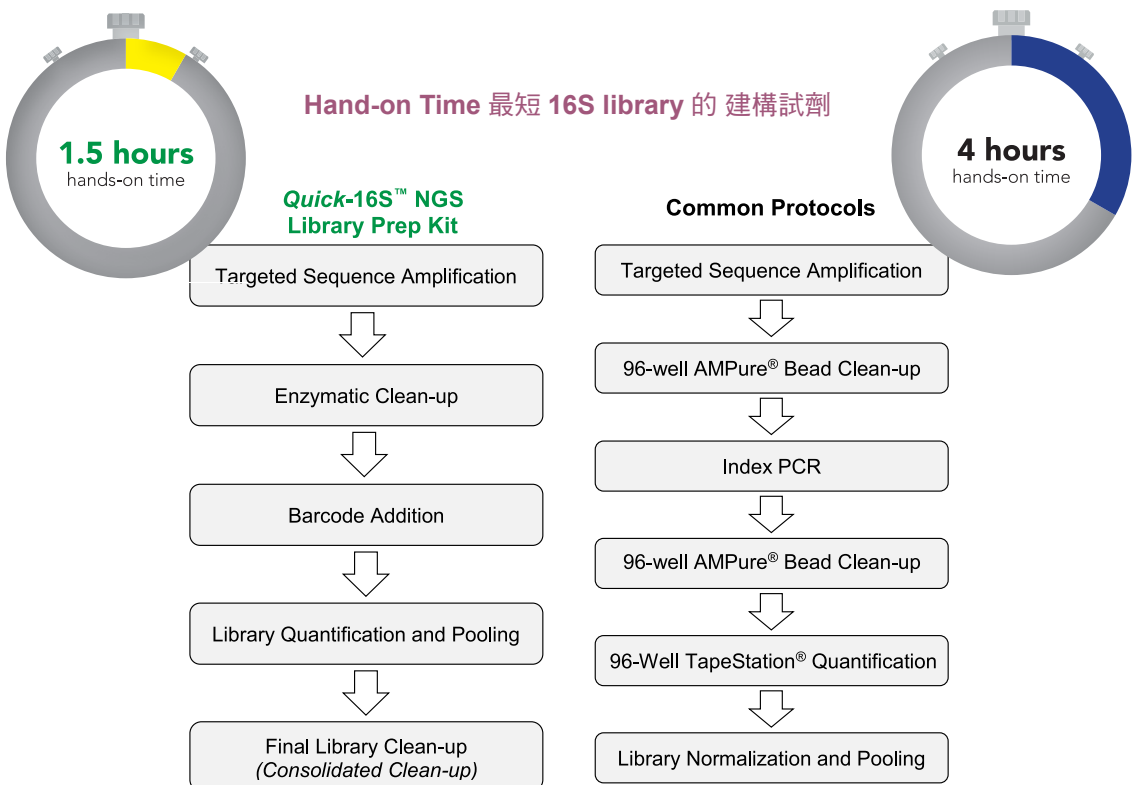 Hand-on Time 最短 16S library 的 建構試劑
1.5 hours
hands-on time
4 hours
hands-on time
Quick-16S™ NGS
Library Prep Kit
Targeted Sequence Amplification
Enzymatic Clean-up
Barcode Addition
Library Quantification and Pooling
Final Library Clean-up
(Consolidated Clean-up)
Common Protocols
Targeted Sequence Amplification
96-well AMPure® Bead Clean-up
Index PCR
96-well AMPure® Bead Clean-up
96-Well TapeStation® Quantification
Library Normalization and Pooling